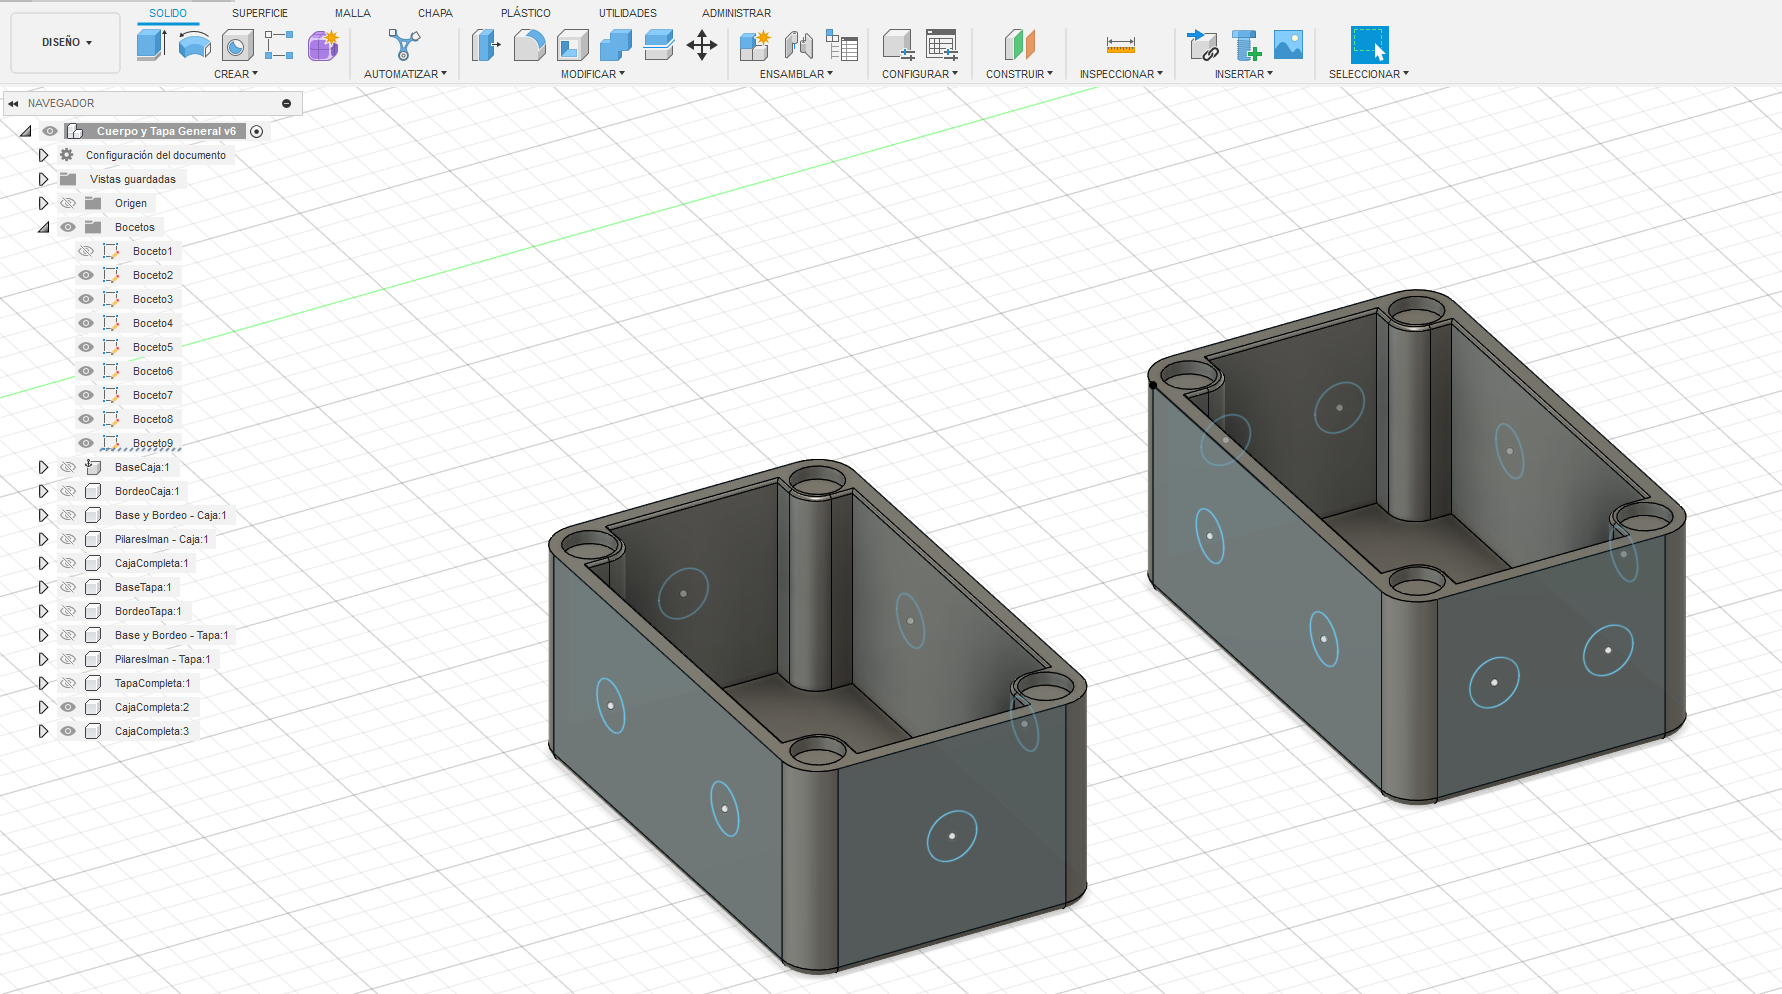 SOLIDO SUPERFICIE MALLA CHAPA PLÁSTICO UTILIDADES ADMINISTRAR
DISEÑO
CREAR AUTOMATIZAR MODIFICAR ENSAMBLAR CONFIGURAR CONSTRUIR INSPECCIONAR INSERTAR SELECCIONAR
NAVEGADOR
Cuerpo y Tapa General v6
Configuración del documento
Vistas guardadas
Origen
Bocetos
Boceto1
Boceto2
Boceto3
Boceto4
Boceto5
Boceto6
Boceto7
Boceto8
Boceto9
BaseCaja:1
BordeoCaja:1
Base y Bordeo - Caja:1
PilaresIman - Caja:1
CajaCompleta:1
BaseTapa:1
BordeoTapa:1
Base y Bordeo - Tapa:1
PilaresIman - Tapa:1
TapaCompleta:1
CajaCompleta:2
CajaCompleta:3